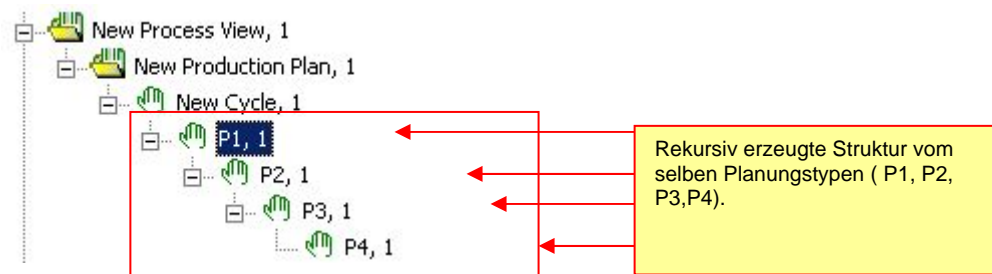 New Process View, 1
New Production Plan, 1
New Cycle, 1
P1, 1
P2, 1
P3, 1
P4, 1
Rekursiv erzeugte Struktur vom
selben Planungstypen ( P1, P2,
P3,P4).